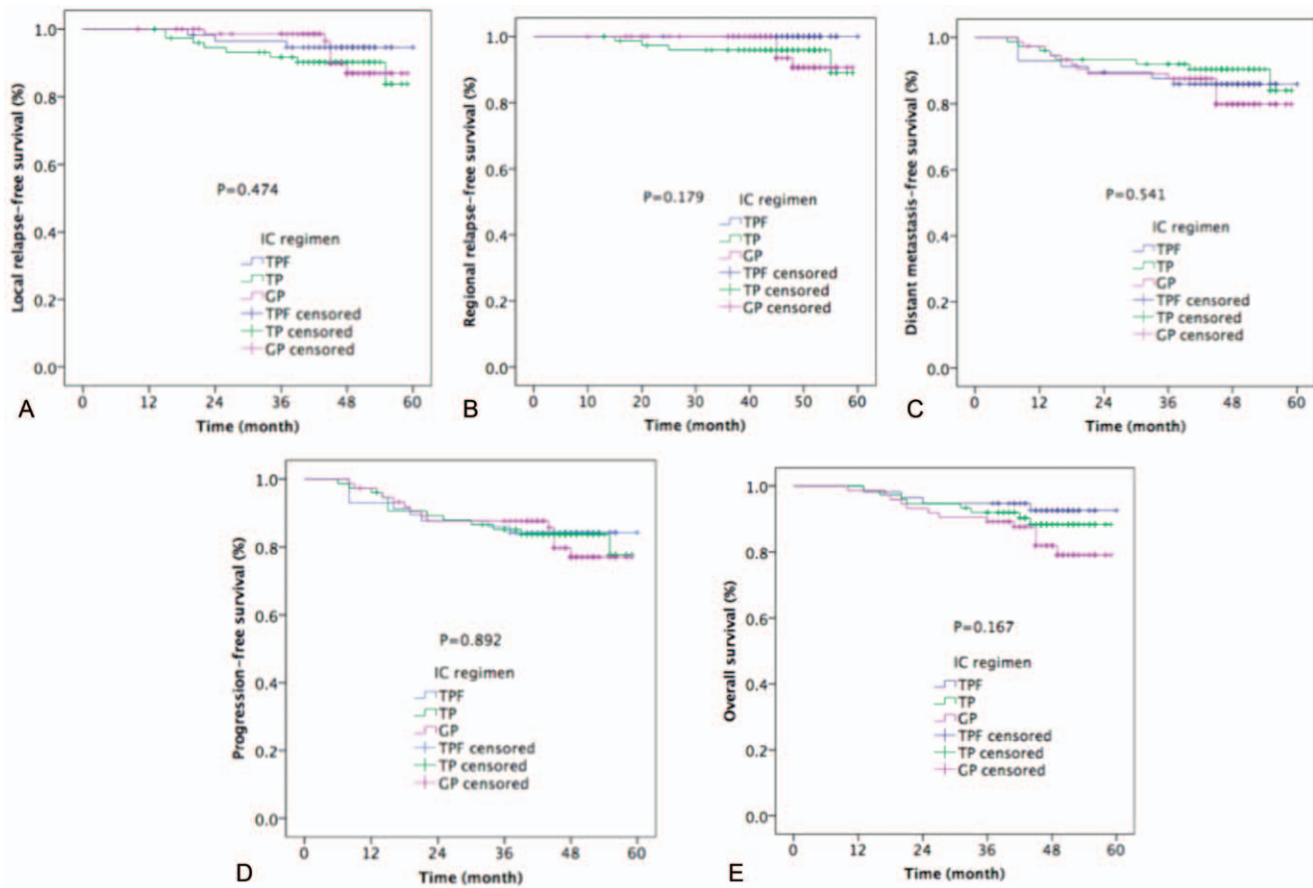 Local relapse-free survival (%)
1.0
0.8
0.6
0.4
0.2
0.0
P=0.474
IC regimen
TPF
TP
GP
TPF censored
TP censored
GP censored
0 12 24 36 48 60
Time (month)
A
Regional relapse-free survival (%)
1.0
0.8
0.6
0.4
0.2
0.0
P=0.179
IC regimen
TPF
TP
GP
TPF censored
TP censored
GP censored
0 10 20 30 40 50 60
Time (month)
B
Distant metastasis-free survival (%)
1.0
0.8
0.6
0.4
0.2
0.0
P=0.541
IC regimen
TPF
TP
GP
TPF censored
TP censored
GP censored
0 12 24 36 48 60
Time (month)
C
Progression-free survival (%)
1.0
0.8
0.6
0.4
0.2
0.0
P=0.892
IC regimen
TPF
TP
GP
TPF censored
TP censored
GP censored
0 12 24 36 48 60
Time (month)
D
Overall survival (%)
1.0
0.8
0.6
0.4
0.2
0.0
P=0.167
IC regimen
TPF
TP
GP
TPF censored
TP censored
GP censored
0 12 24 36 48 60
Time (month)
E